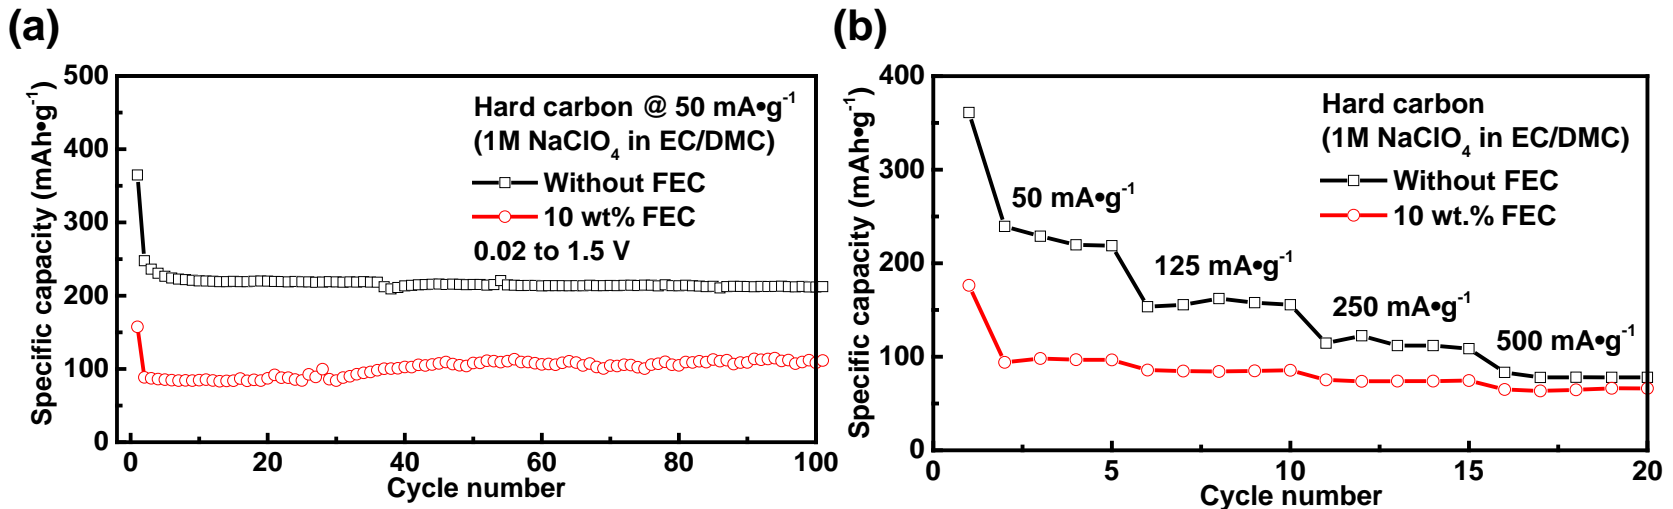 (a)
500
400
300
200
100
0
Specific capacity (mAh•g-1)
Hard carbon @ 50 mA•g-1
(1M NaClO4 in EC/DMC)
Without FEC
10 wt% FEC
0.02 to 1.5 V
0 20 40 60 80 100
Cycle number
(b)
400
300
200
100
0
Specific capacity (mAh•g-1)
Hard carbon
(1M NaClO4 in EC/DMC)
Without FEC
10 wt.% FEC
50 mA•g-1
125 mA•g-1
250 mA•g-1
500 mA•g-1
0 5 10 15 20
Cycle number